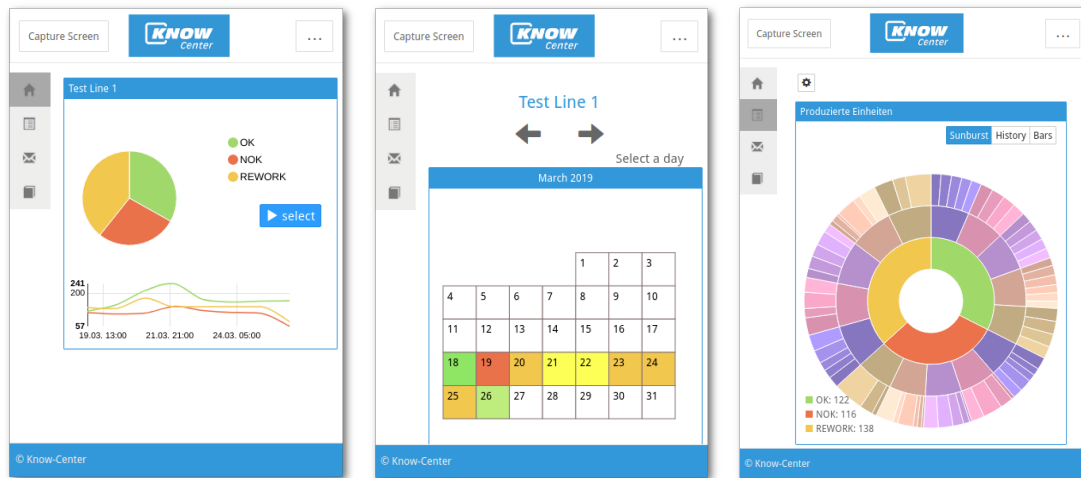 Capture Screen
KNOW
Center
...
Test Line 1
OK
NOK
REWORK
select
241
200
57
19.03. 13:00
21.03. 21:00
24.03. 05:00
© Know-Center
Capture Screen
KNOW
Center
...
Test Line 1
Select a day
March 2019
1 2 3
4 5 6 7 8 9 10
11 12 13 14 15 16 17
18 19 20 21 22 23 24
25 26 27 28 29 30 31
© Know-Center
Capture Screen
KNOW
Center
...
Produzierte Einheiten
Sunburst History Bars
OK: 122
NOK: 116
REWORK: 138
© Know-Center